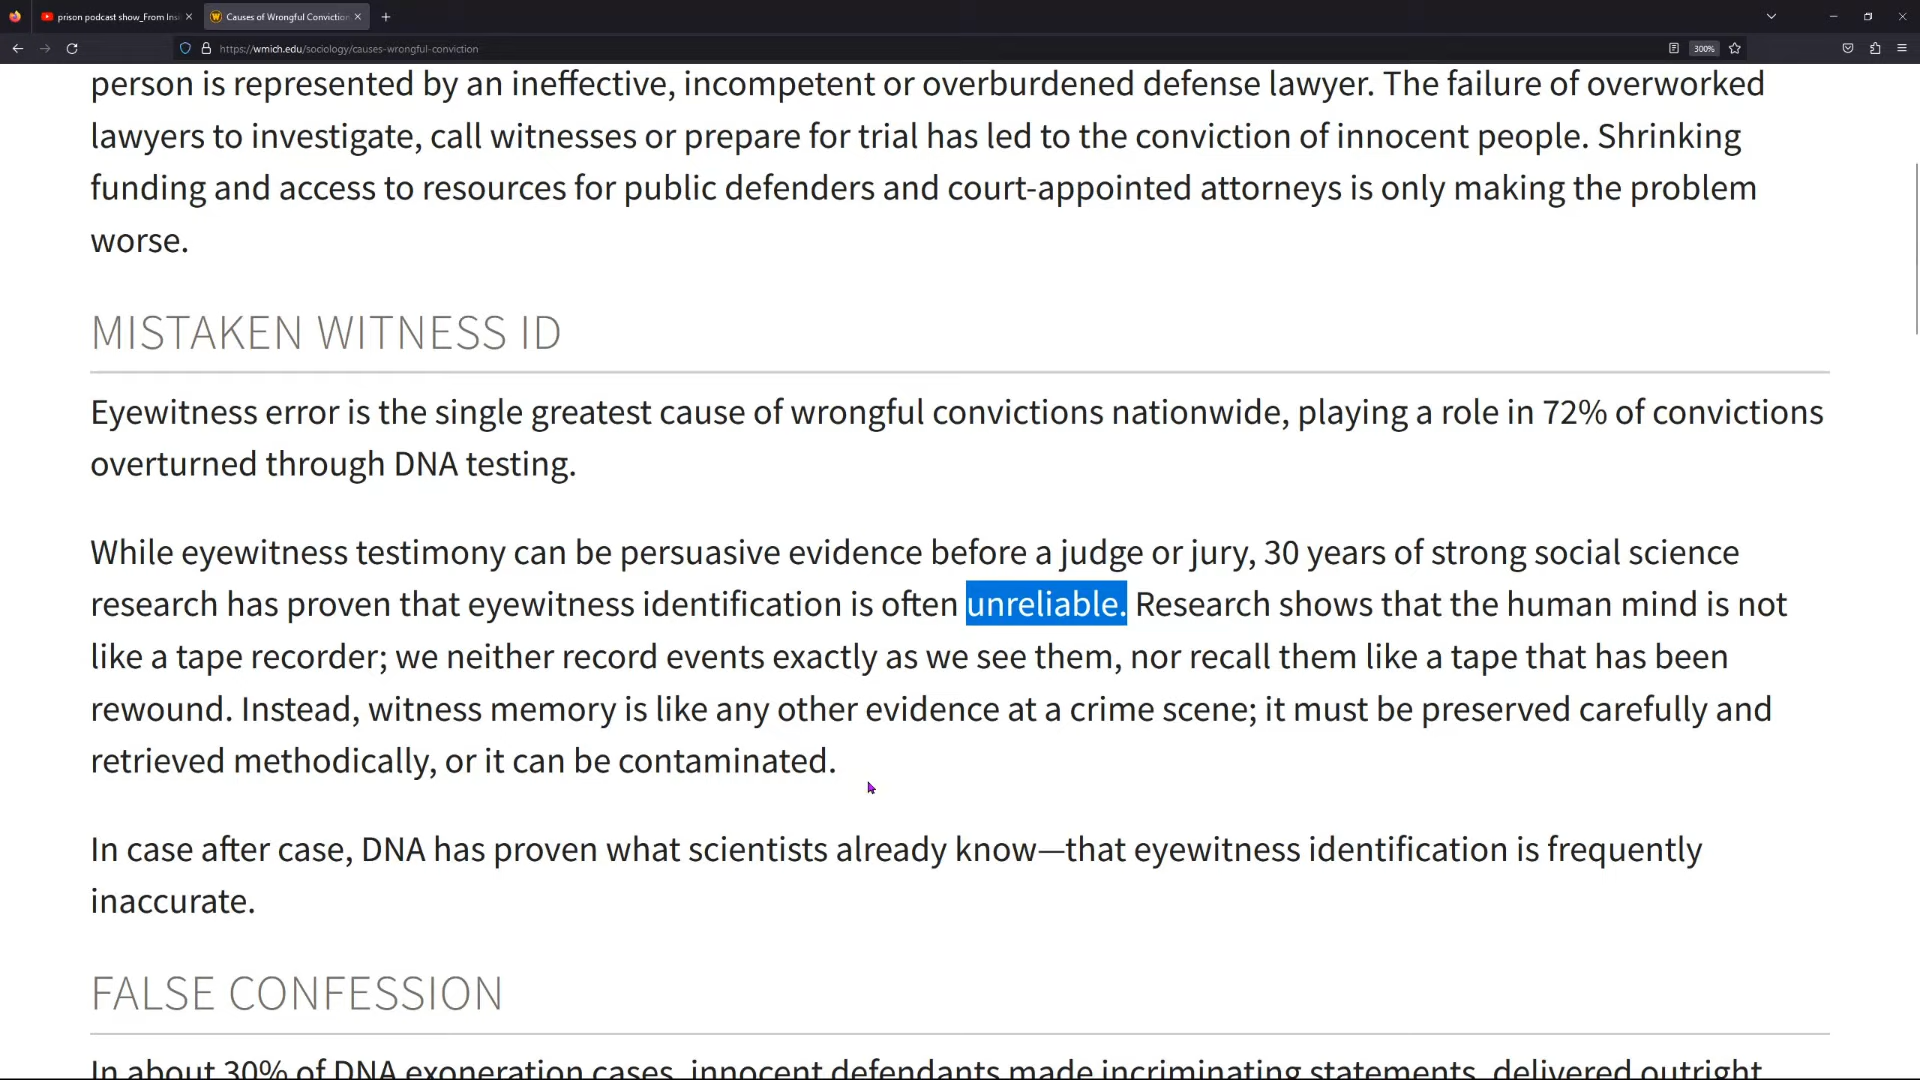 prison podcast show_From Insi
Causes of Wrongful Conviction
https://wmich.edu/sociology/causes-wrongful-conviction
300%
person is represented by an ineffective, incompetent or overburdened defense lawyer. The failure of overworked
lawyers to investigate, call witnesses or prepare for trial has led to the conviction of innocent people. Shrinking
funding and access to resources for public defenders and court-appointed attorneys is only making the problem
worse.
MISTAKEN WITNESS ID
Eyewitness error is the single greatest cause of wrongful convictions nationwide, playing a role in 72% of convictions
overturned through DNA testing.
While eyewitness testimony can be persuasive evidence before a judge or jury, 30 years of strong social science
research has proven that eyewitness identification is often unreliable. Research shows that the human mind is not
like a tape recorder; we neither record events exactly as we see them, nor recall them like a tape that has been
rewound. Instead, witness memory is like any other evidence at a crime scene; it must be preserved carefully and
retrieved methodically, or it can be contaminated.
In case after case, DNA has proven what scientists already know—that eyewitness identification is frequently
inaccurate.
FALSE CONFESSION
In about 30% of DNA exoneration cases, innocent defendants made incriminating statements, delivered outright